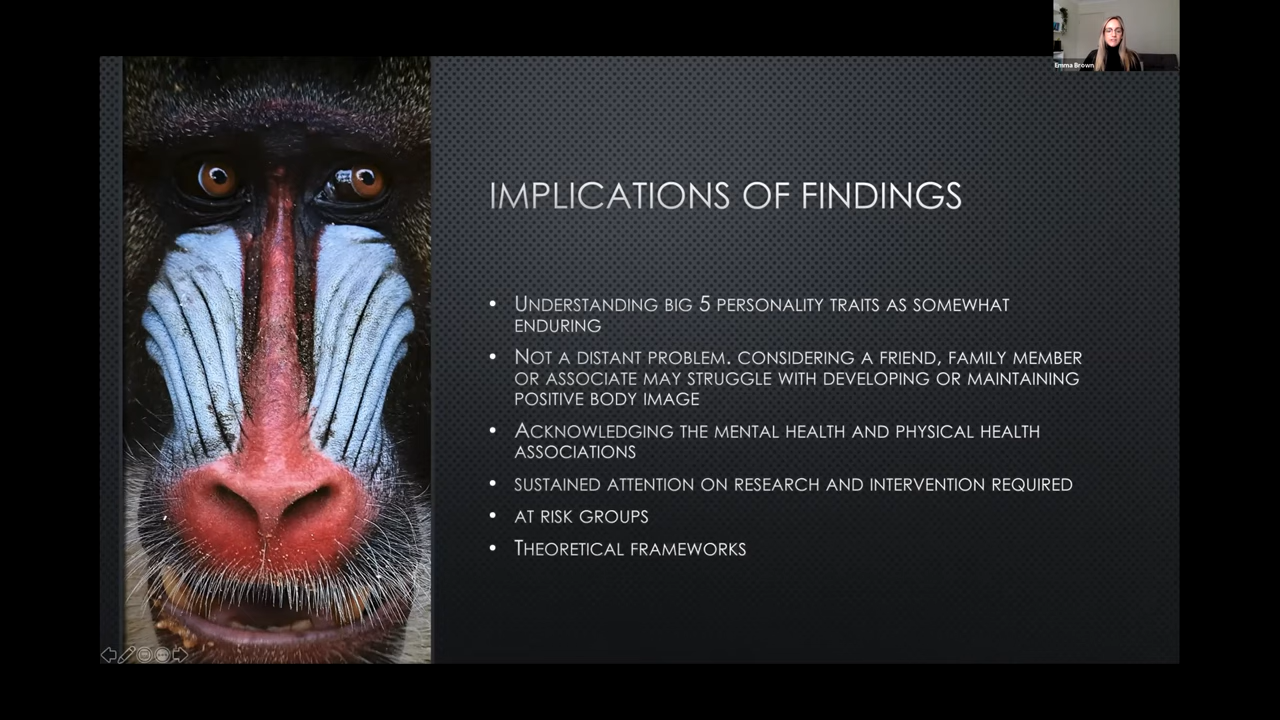 Emma Brown
IMPLICATIONS OF FINDINGS
• UNDERSTANDING BIG 5 PERSONALITY TRAITS AS SOMEWHAT
ENDURING
• NOT A DISTANT PROBLEM. CONSIDERING A FRIEND, FAMILY MEMBER
OR ASSOCIATE MAY STRUGGLE WITH DEVELOPING OR MAINTAINING
POSITIVE BODY IMAGE
• ACKNOWLEDGING THE MENTAL HEALTH AND PHYSICAL HEALTH
ASSOCIATIONS
• SUSTAINED ATTENTION ON RESEARCH AND INTERVENTION REQUIRED
• AT RISK GROUPS
• THEORETICAL FRAMEWORKS